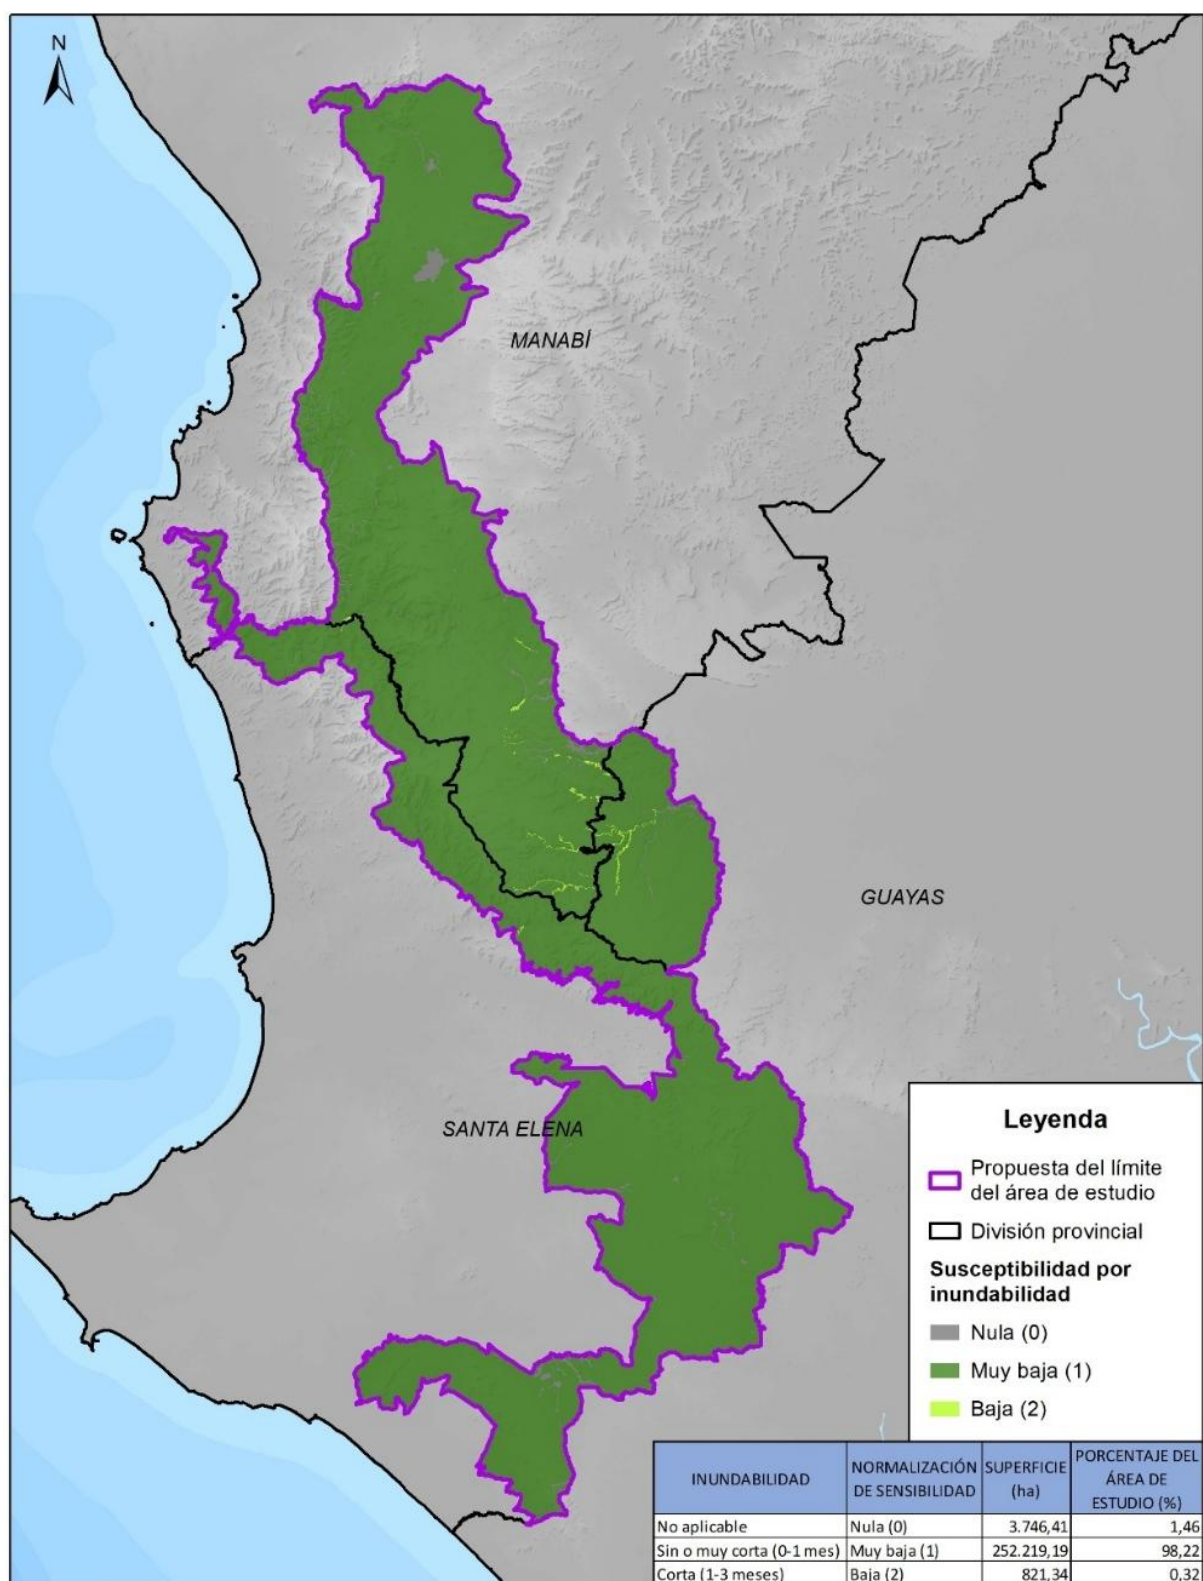 N
MANABÍ
GUAYAS
SANTA ELENA
Leyenda
Propuesta del límite
del área de estudio
División provincial
Susceptibilidad por
inundabilidad
Nula (0)
Muy baja (1)
Baja (2)
INUNDABILIDAD NORMALIZACIÓN DE SENSIBILIDAD SUPERFICIE (ha) PORCENTAJE DEL ÁREA DE ESTUDIO (%)
No aplicable Nula (0) 3.746,41 1,46
Sin o muy corta (0-1 mes) Muy baja (1) 252.219,19 98,22
Corta (1-3 meses) Baja (2) 821,34 0,32